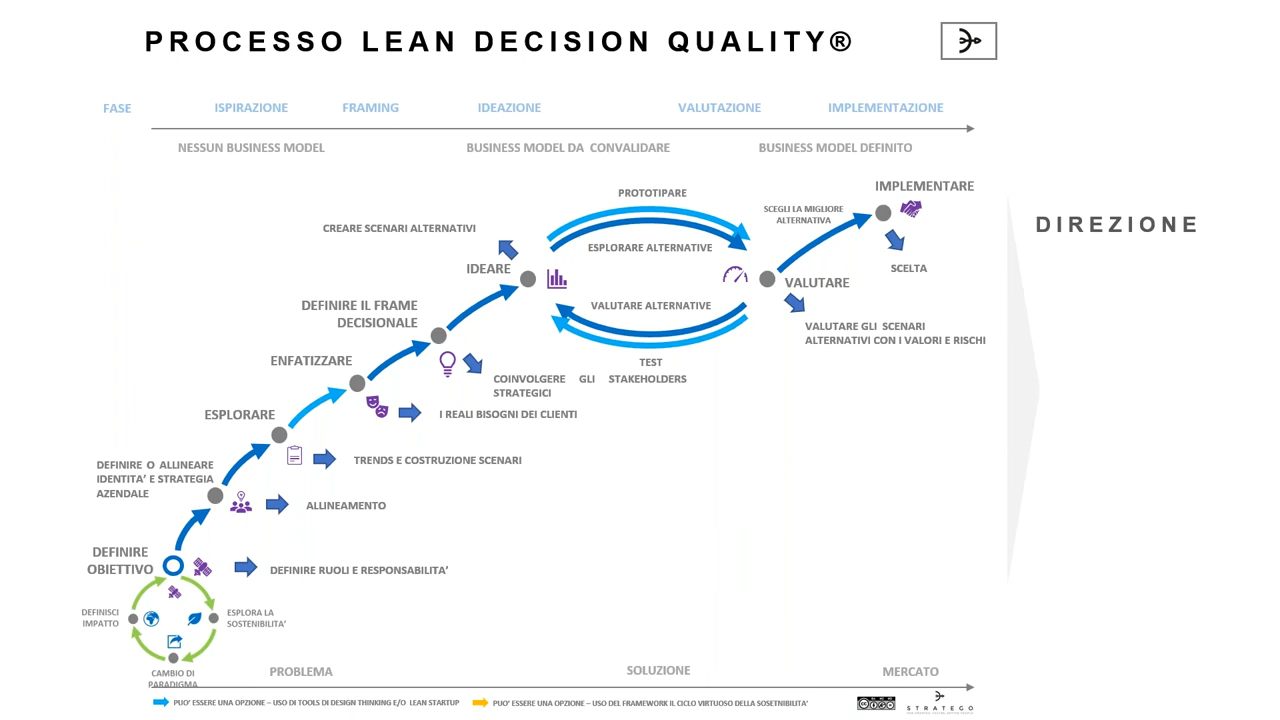 PROCESSO LEAN DECISION QUALITY®
FASE ISPIRAZIONE FRAMING IDEAZIONE VALUTAZIONE IMPLEMENTAZIONE
NESSUN BUSINESS MODEL BUSINESS MODEL DA CONVALIDARE BUSINESS MODEL DEFINITO
IMPLEMENTARE
PROTOTIPARE
SCEGLI LA MIGLIORE
ALTERNATIVA
DIREZIONE
CREARE SCENARI ALTERNATIVI
ESPLORARE ALTERNATIVE
SCELTA
IDEARE
VALUTARE
DEFINIRE IL FRAME
DECISIONALE
VALUTARE ALTERNATIVE
VALUTARE GLI SCENARI
ALTERNATIVI CON I VALORI E RISCHI
ENFATIZZARE
TEST
COINVOLGERE GLI STAKEHOLDERS
STRATEGICI
ESPLORARE
I REALI BISOGNI DEI CLIENTI
TRENDS E COSTRUZIONE SCENARI
DEFINIRE O ALLINEARE
IDENTITA' E STRATEGIA
AZENDALE
ALLINEAMENTO
DEFINIRE
OBIETTIVO
DEFINIRE RUOLI E RESPONSABILITA'
DEFINISCI
IMPATTO
ESPLORA LA
SOSTENIBILITA'
CAMBIO DI
PARADIGMA
PROBLEMA SOLUZIONE MERCATO
PUO' ESSERE UNA OPZIONE – USO DI TOOLS DI DESIGN THINKING E/O LEAN STARTUP
PUO' ESSERE UNA OPZIONE – USO DEL FRAMEWORK IL CICLO VIRTUOSO DELLA SOSETNIBILITA'
STRATEGO